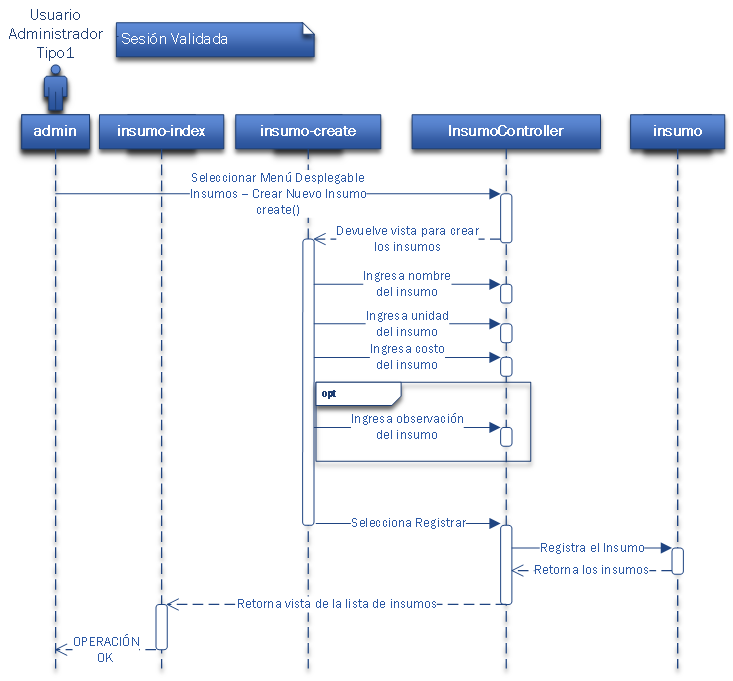 Usuario
Administrador
Tipo1
Sesión Validada
admin
insumo-index
insumo-create
InsumoController
insumo
Seleccionar Menú Desplegable
Insumos – Crear Nuevo Insumo
create()
Devuelve vista para crear
los insumos
Ingresa nombre
del insumo
Ingresa unidad
del insumo
Ingresa costo
del insumo
opt
Ingresa observación
del insumo
Selecciona Registrar
Registra el Insumo
Retorna los insumos
Retorna vista de la lista de insumos
OPERACIÓN
OK